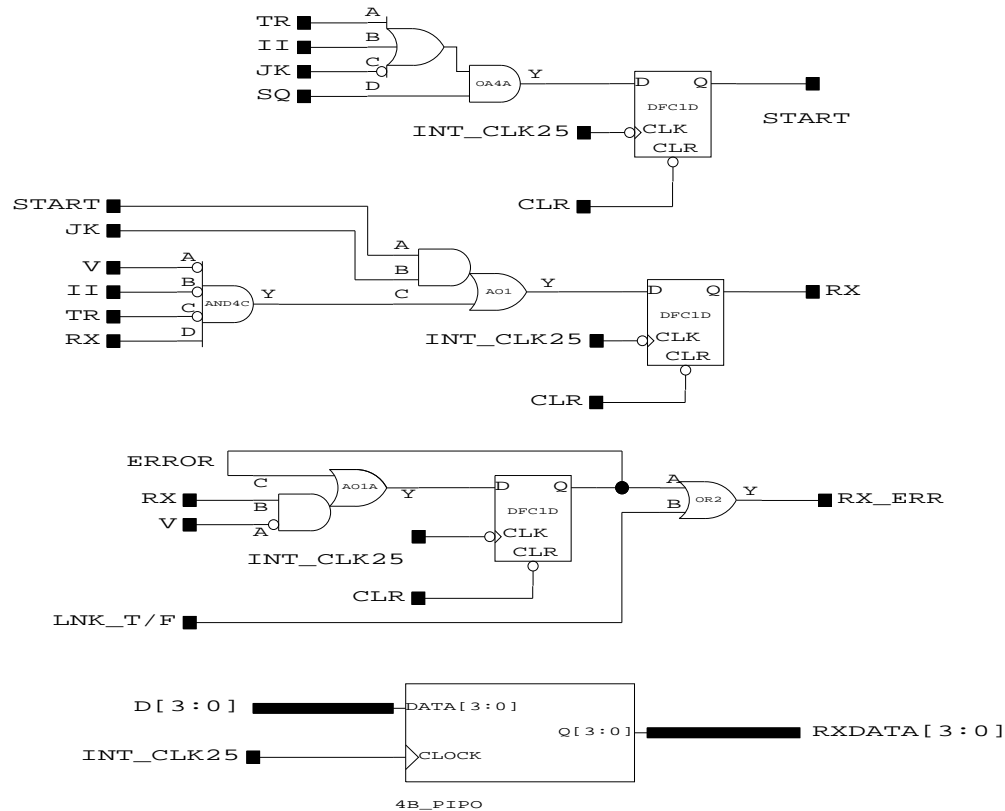 TR A
II B
JK C
SQ D
OA4A Y
D Q
DFC1D
INT_CLK25 CLK
CLR
START
CLR
START
JK
A
B
C
AO1 Y
V A
II B
TR C
RX D
AND4C Y
D Q RX
DFC1D
INT_CLK25 CLK
CLR
CLR
ERROR
C
RX B
V A
AO1A Y
D Q
DFC1D
CLK
INT_CLK25
CLR
CLR
A
B
OR2 Y RX_ERR
LNK_T/F
D[3:0] DATA[3:0]
Q[3:0] RXDATA[3:0]
INT_CLK25 CLOCK
4B_PIPO